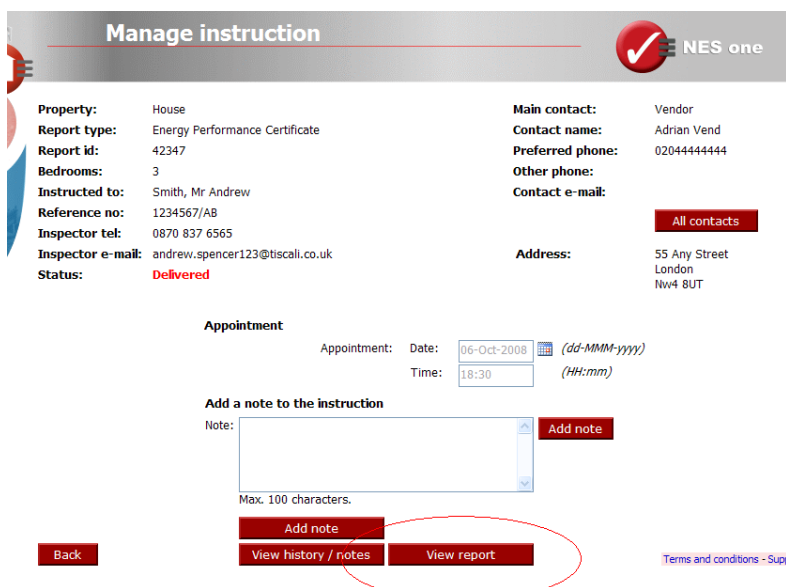 Manage instruction
NES one
Property: House
Main contact: Vendor
Report type: Energy Performance Certificate
Contact name: Adrian Vend
Report id: 42347
Preferred phone: 02044444444
Bedrooms: 3
Other phone:
Instructed to: Smith, Mr Andrew
Contact e-mail:
Reference no: 1234567/AB
All contacts
Inspector tel: 0870 837 6565
Inspector e-mail: andrew.spencer123@tiscali.co.uk
Address: 55 Any Street
London
Nw4 8UT
Status: Delivered
Appointment
Appointment: Date: 06-Oct-2008 (dd-MMM-yyyy)
Time: 18:30 (HH:mm)
Add a note to the instruction
Note:
Add note
Max. 100 characters.
Add note
Back
View history / notes
View report
Terms and conditions - Sup